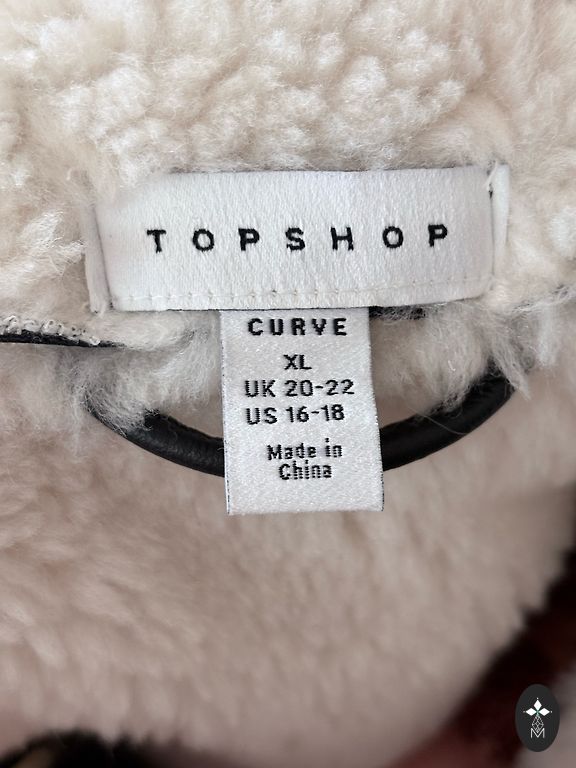 TOPSHOP
CURVE
XL
UK 20-22
US 16-18
Made in
China
M